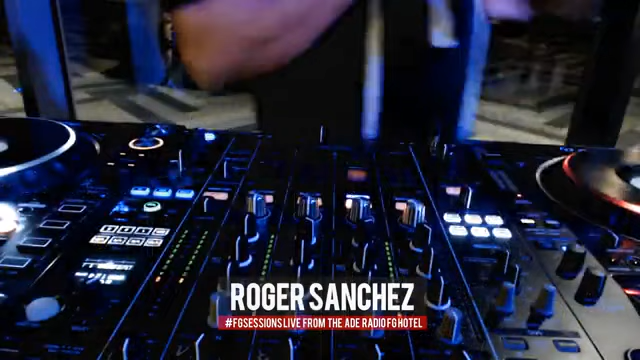 ROGER SANCHEZ
#FGSESSIONS LIVE FROM THE ADE RADIO FG HOTEL